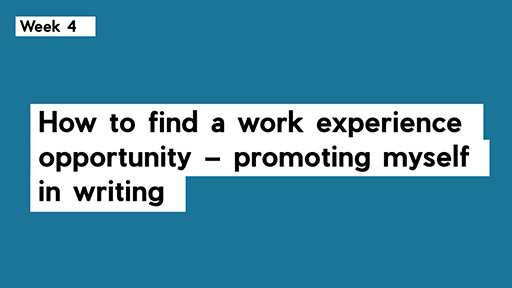 Week 4
How to find a work experience
opportunity – promoting myself
in writing